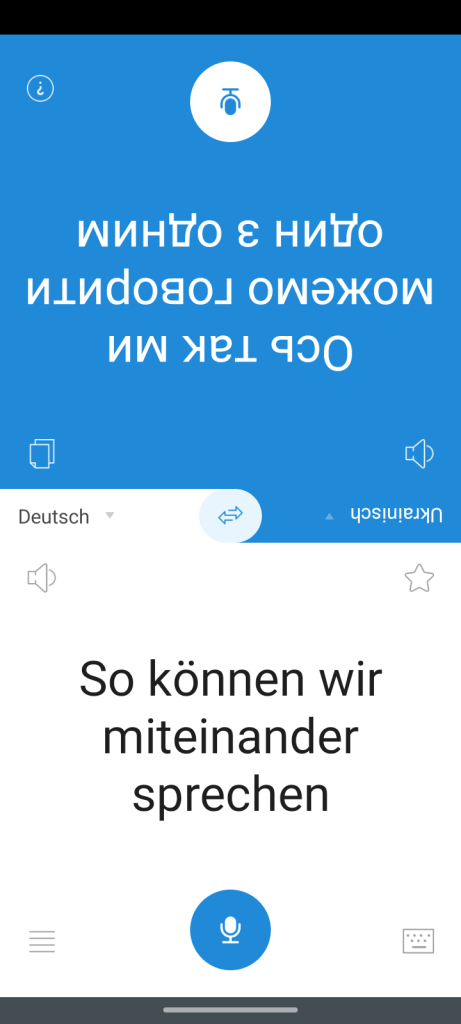 Ось так ми
можемо говорити
один з одним
Deutsch
Ukrainisch
So können wir
miteinander
sprechen